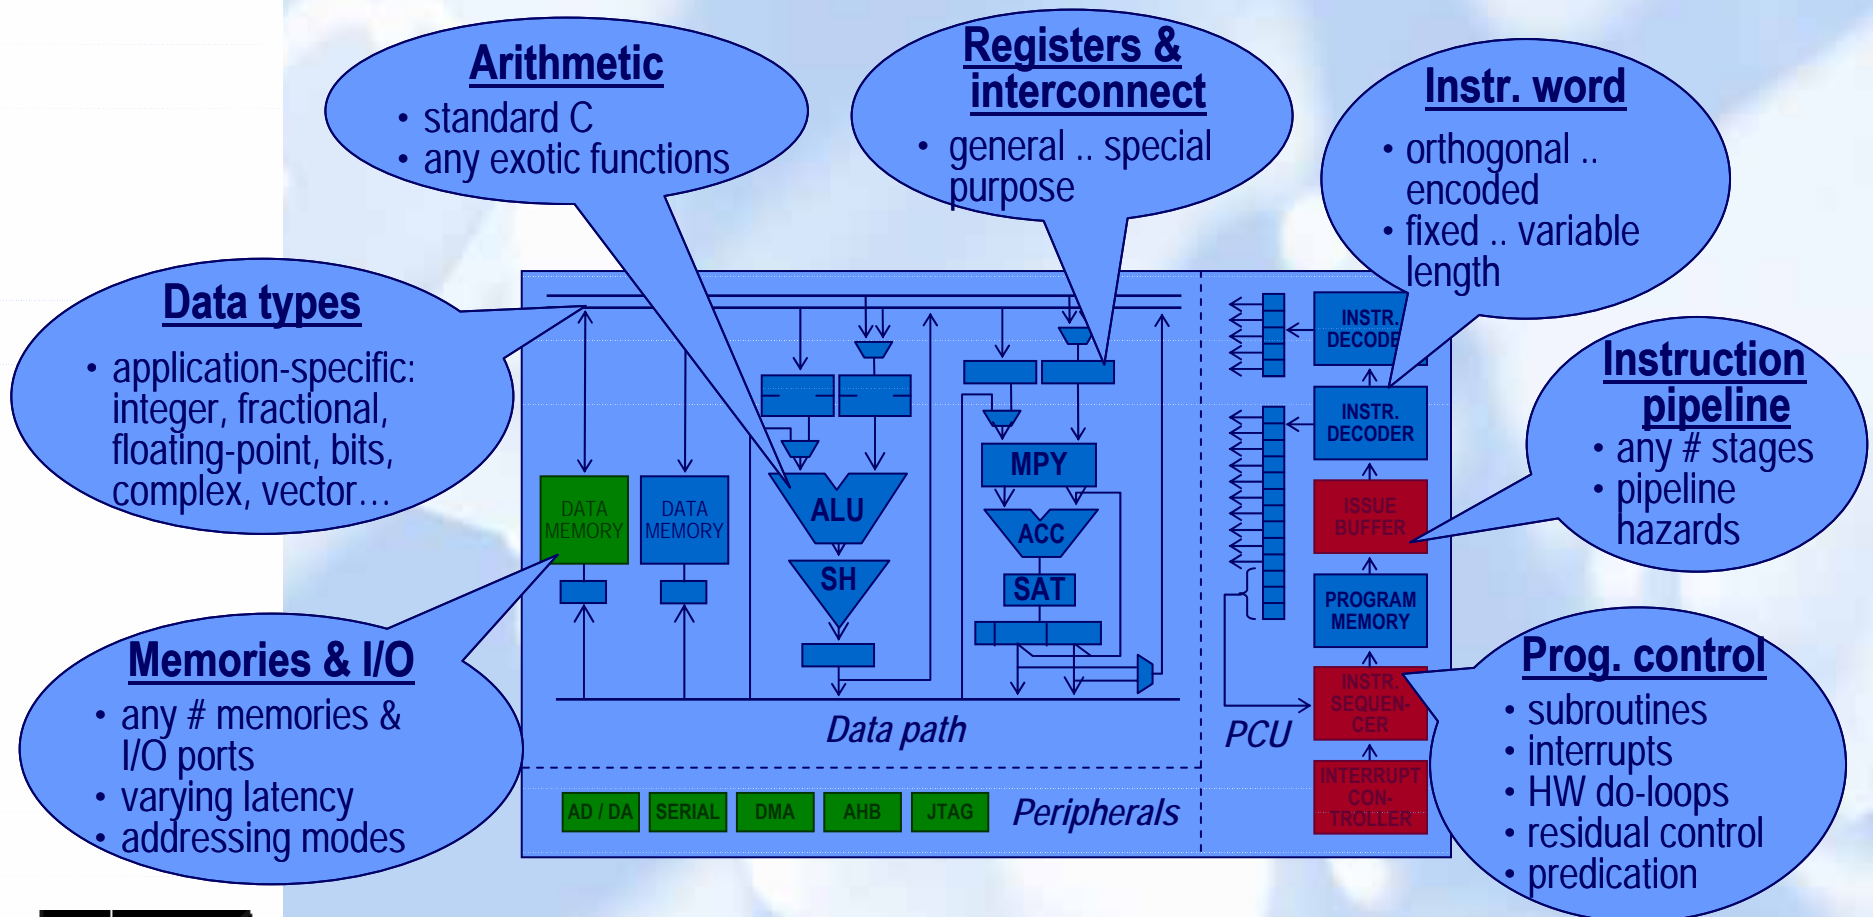 Arithmetic
• standard C
• any exotic functions
Registers &
interconnect
• general .. special
purpose
Instr. word
• orthogonal ..
encoded
• fixed .. variable
length
Data types
• application-specific:
integer, fractional,
floating-point, bits,
complex, vector…
Instruction
pipeline
• any # stages
• pipeline
hazards
Memories & I/O
• any # memories &
I/O ports
• varying latency
• addressing modes
Prog. control
• subroutines
• interrupts
• HW do-loops
• residual control
• predication
DATA
MEMORY
DATA
MEMORY
ALU
SH
MPY
ACC
SAT
Data path
INSTR.
DECODE
INSTR.
DECODER
ISSUE
BUFFER
PROGRAM
MEMORY
INSTR.
SEQUEN-
CER
INTERRUPT
CON-
TROLLER
PCU
AD / DA
SERIAL
DMA
AHB
JTAG
Peripherals